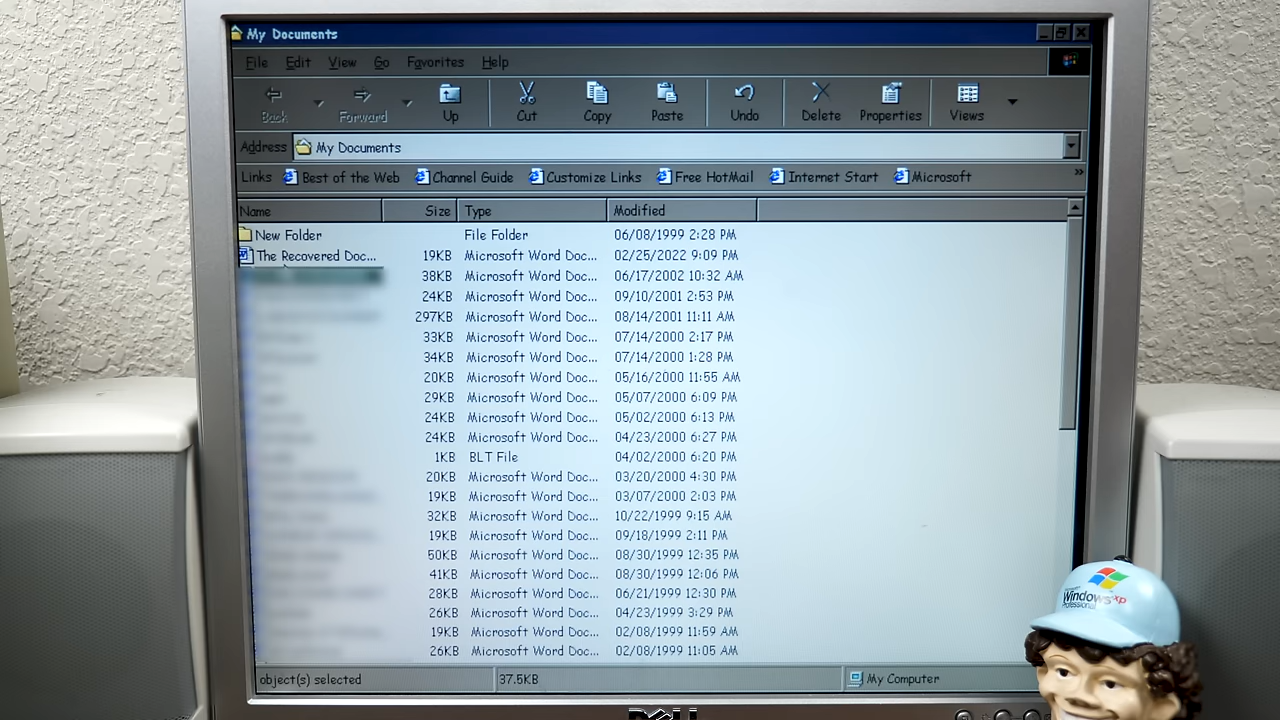 My Documents
File Edit View Go Favorites Help
Back Forward Up Cut Copy Paste Undo Delete Properties Views
Address My Documents
Links Best of the Web Channel Guide Customize Links Free HotMail Internet Start Microsoft »
Name Size Type Modified
New Folder File Folder 06/08/1999 2:28 PM
The Recovered Doc... 19KB Microsoft Word Doc... 02/25/2022 9:09 PM
38KB Microsoft Word Doc... 06/17/2002 10:32 AM
24KB Microsoft Word Doc... 09/10/2001 2:53 PM
297KB Microsoft Word Doc... 08/14/2001 11:11 AM
33KB Microsoft Word Doc... 07/14/2000 2:17 PM
34KB Microsoft Word Doc... 07/14/2000 1:28 PM
20KB Microsoft Word Doc... 05/16/2000 11:55 AM
29KB Microsoft Word Doc... 05/07/2000 6:09 PM
24KB Microsoft Word Doc... 05/02/2000 6:13 PM
24KB Microsoft Word Doc... 04/23/2000 6:27 PM
1KB BLT File 04/02/2000 6:20 PM
20KB Microsoft Word Doc... 03/20/2000 4:30 PM
19KB Microsoft Word Doc... 03/07/2000 2:03 PM
32KB Microsoft Word Doc... 10/22/1999 9:15 AM
19KB Microsoft Word Doc... 09/18/1999 2:11 PM
50KB Microsoft Word Doc... 08/30/1999 12:35 PM
41KB Microsoft Word Doc... 08/30/1999 12:06 PM
28KB Microsoft Word Doc... 06/21/1999 12:30 PM
26KB Microsoft Word Doc... 04/23/1999 3:29 PM
19KB Microsoft Word Doc... 02/08/1999 11:59 AM
26KB Microsoft Word Doc... 02/08/1999 11:05 AM
object(s) selected 37.5KB My Computer
DELL
Microsoft
Windows xp
Professional